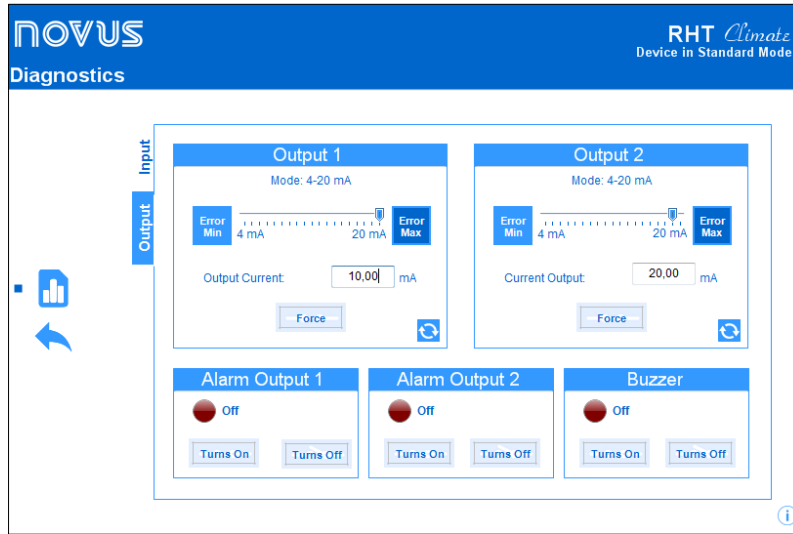 NOVUS
RHT Climate
Device in Standard Mode
Diagnostics
Input
Output
Output 1
Mode: 4-20 mA
Error Min
4 mA
20 mA
Error Max
Output Current:
10,00
mA
Force
Output 2
Mode: 4-20 mA
Error Min
4 mA
20 mA
Error Max
Current Output:
20,00
mA
Force
Alarm Output 1
Off
Turns On
Turns Off
Alarm Output 2
Off
Turns On
Turns Off
Buzzer
Off
Turns On
Turns Off
i